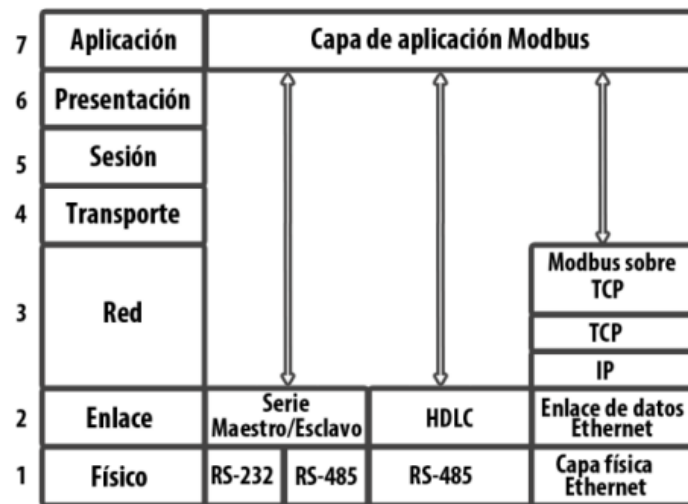 7 Aplicación Capa de aplicación Modbus
6 Presentación
5 Sesión
4 Transporte
3 Red
Modbus sobre
TCP
TCP
IP
2 Enlace
Serie
Maestro/Esclavo
HDLC
Enlace de datos
Ethernet
1 Físico
RS-232
RS-485
RS-485
Capa física
Ethernet